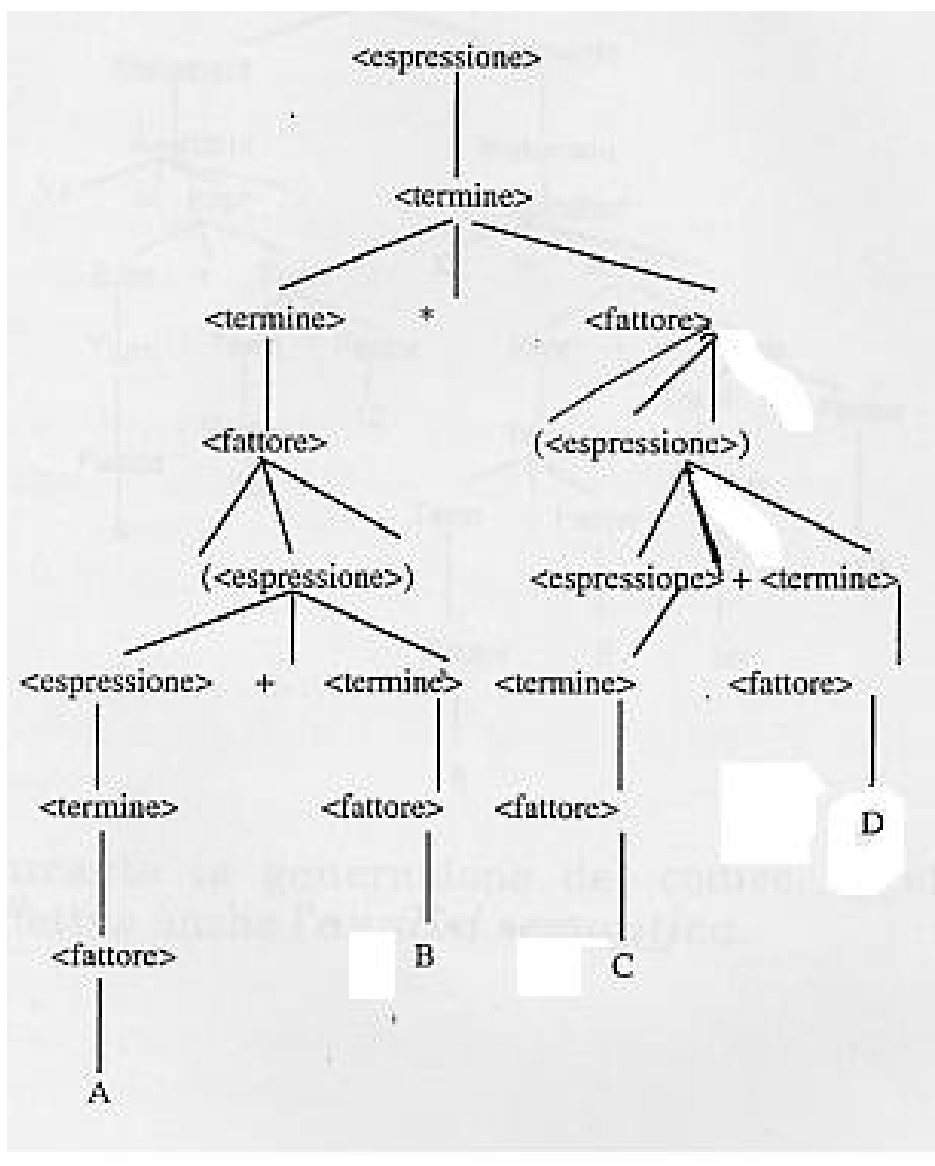 <espressione>
<termine>
<termine> * <fattore>
<fattore> (<espressione>)
(<espressione>) <espressione> + <termine>
<espressione> + <termine> <termine> <fattore>
<termine> <fattore> <fattore> D
<fattore> B C
A